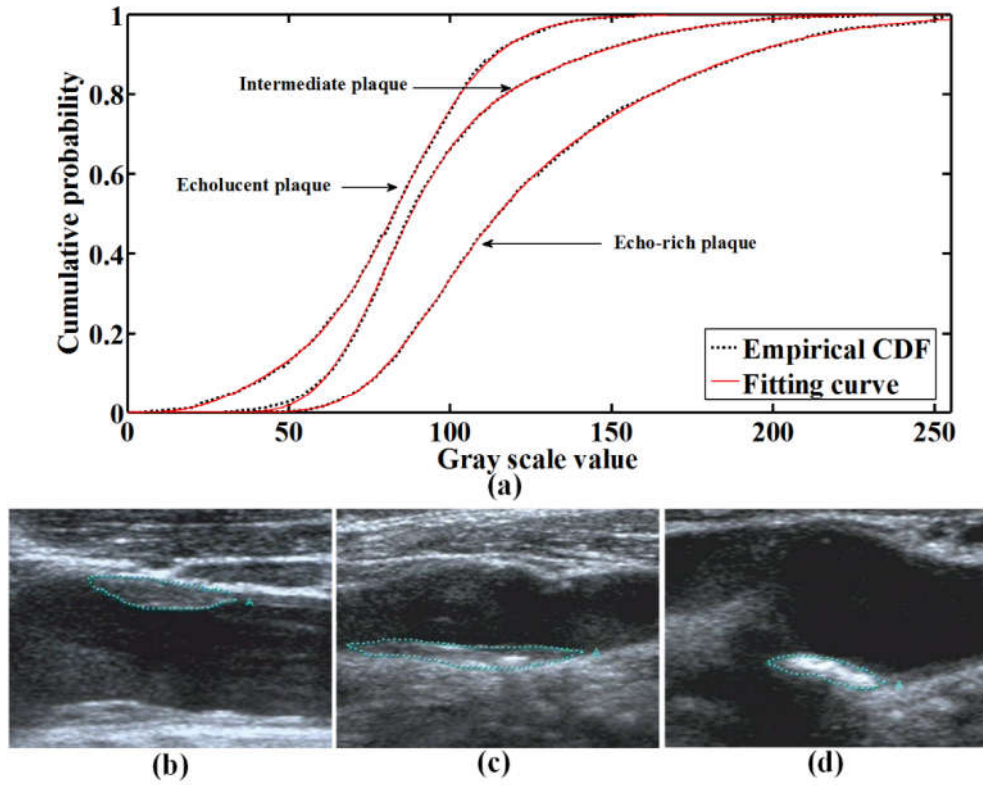 1
0.8
0.6
0.4
0.2
0
Cumulative probability
Intermediate plaque
Echolucent plaque
Echo-rich plaque
Empirical CDF
Fitting curve
0 50 100 150 200 250
Gray scale value
(a)
A
A
A
(b) (c) (d)